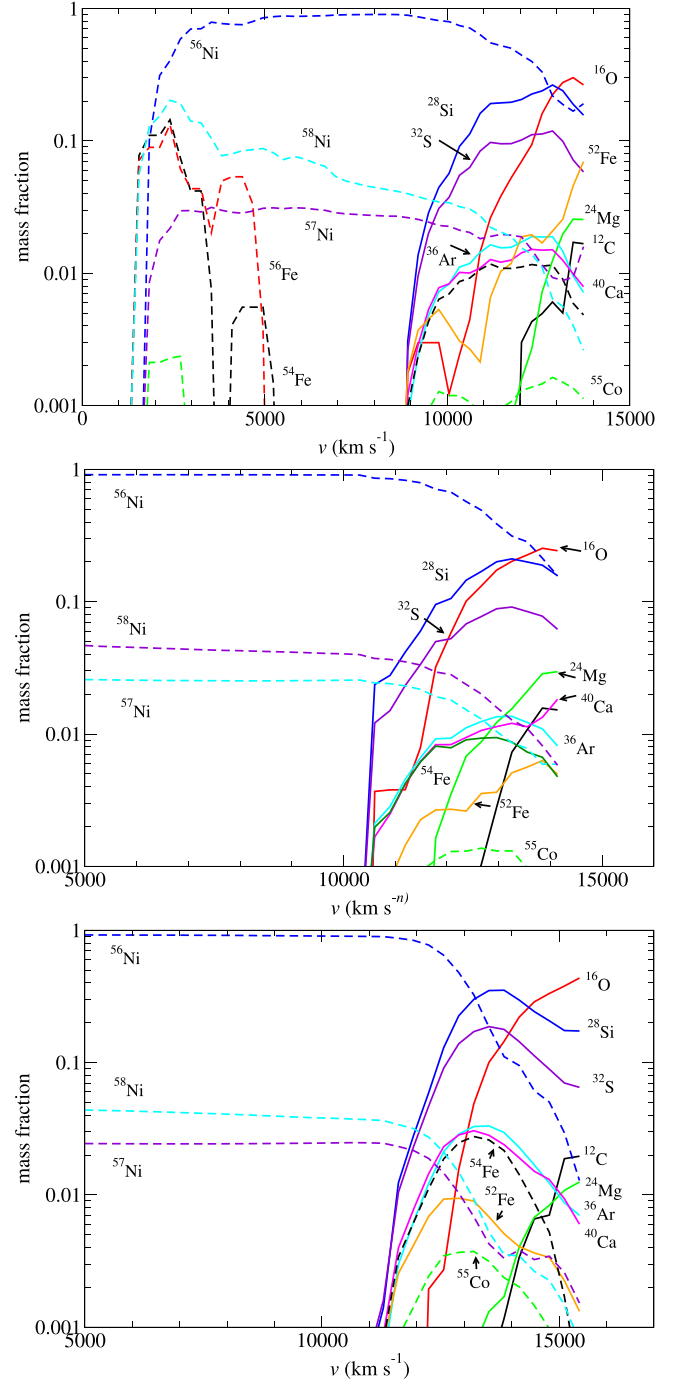 1
⁵⁶Ni
¹⁶O
²⁸Si
³²S
⁵²Fe
0.1
⁵⁸Ni
²⁴Mg
⁵⁷Ni
¹²C
mass fraction
³⁶Ar
0.01
⁵⁶Fe
⁴⁰Ca
⁵⁴Fe
⁵⁵Co
0.001
0 5000 10000 15000
v (km s⁻¹)
1
⁵⁶Ni
¹⁶O
²⁸Si
0.1
³²S
⁵⁸Ni
²⁴Mg
mass fraction
⁴⁰Ca
⁵⁷Ni
³⁶Ar
0.01
⁵⁴Fe
⁵²Fe
⁵⁵Co
0.001
5000 10000 15000
v (km s⁻ⁿ⁾
1
⁵⁶Ni
¹⁶O
²⁸Si
0.1
³²S
⁵⁸Ni
mass fraction
⁵⁷Ni
¹²C
⁵⁴Fe
²⁴Mg
0.01
⁵²Fe
³⁶Ar
⁴⁰Ca
⁵⁵Co
0.001
5000 10000 15000
v (km s⁻¹)